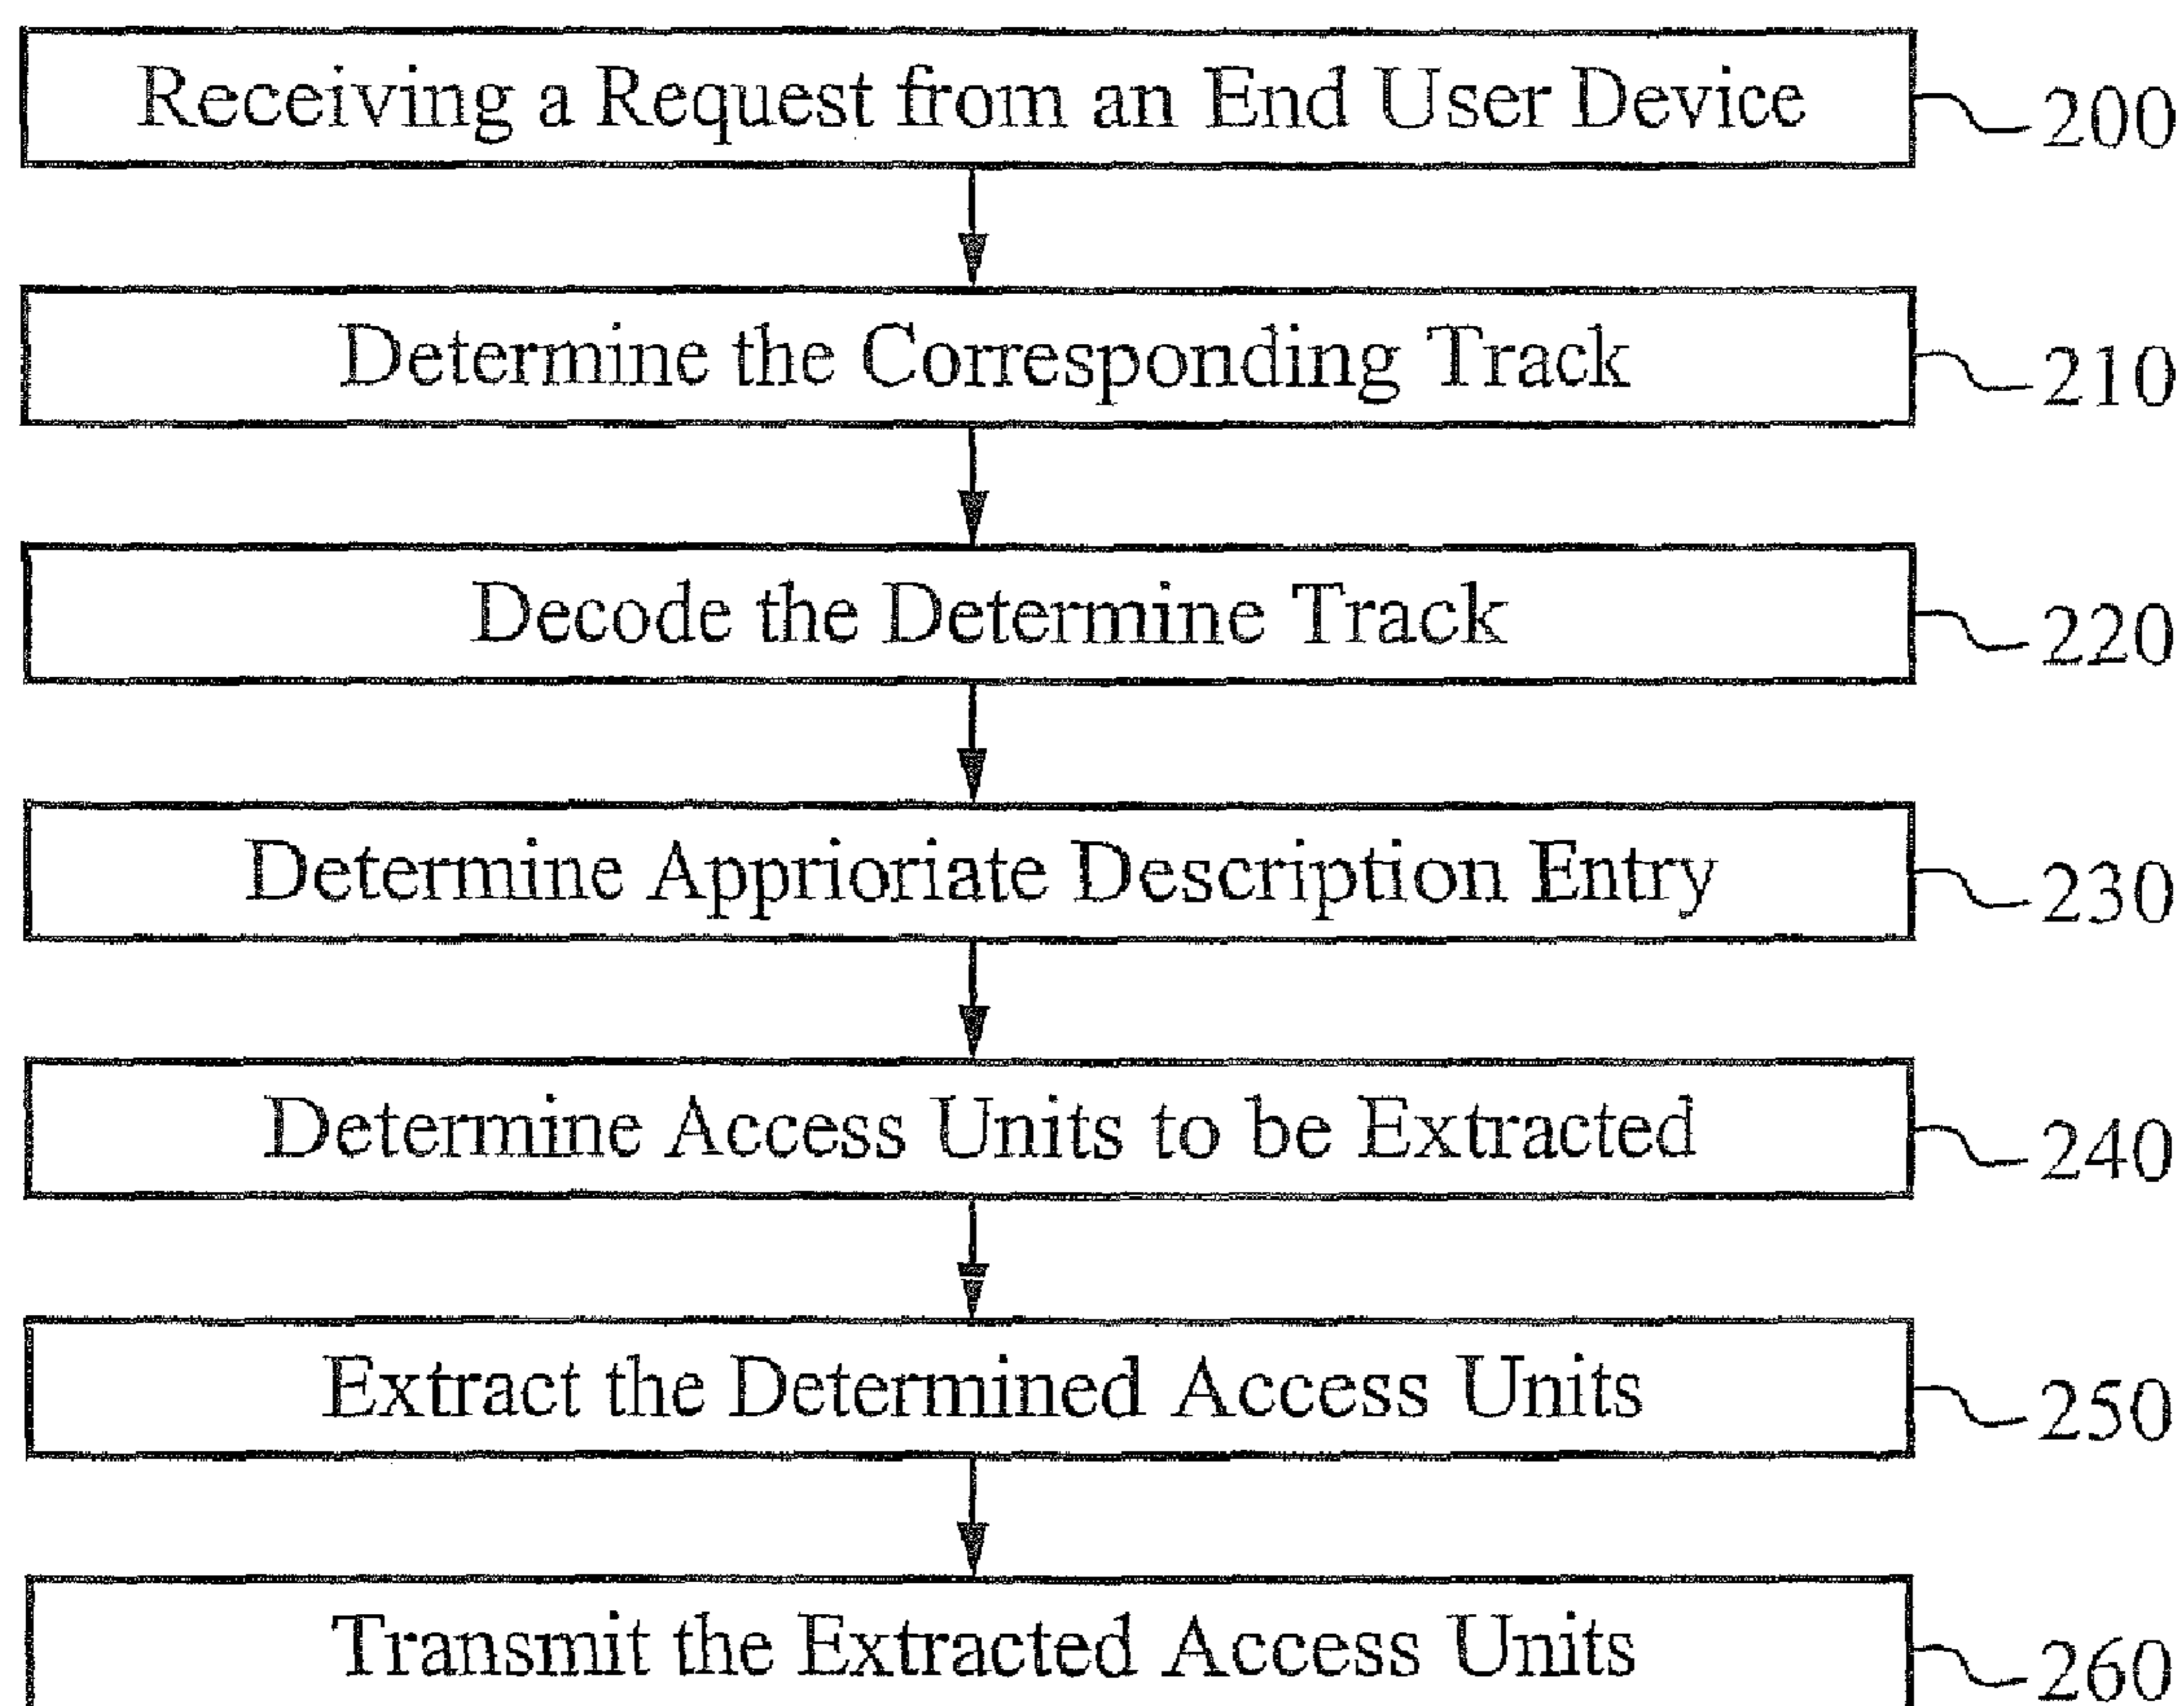 Receiving a Request from an End User Device 200
Determine the Corresponding Track 210
Decode the Determine Track 220
Determine Apprioriate Description Entry 230
Determine Access Units to be Extracted 240
Extract the Determined Access Units 250
Transmit the Extracted Access Units 260